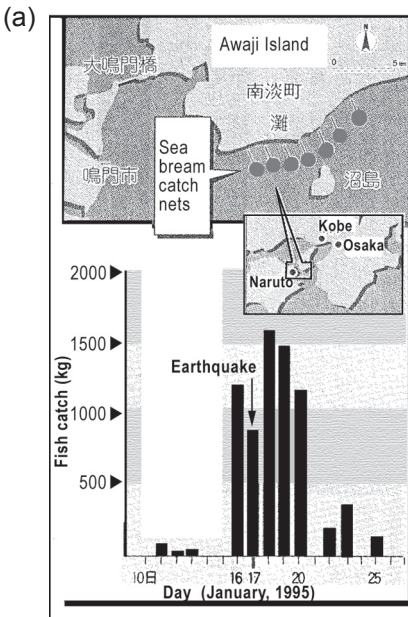 (a)
Awaji Island
N
0 5km
大鳴門橋
南淡町
灘
鳴門市
沼島
Sea
bream
catch
nets
Kobe
Osaka
Naruto
2000
1500
1000
500
Fish catch (kg)
Earthquake
10日 16 17 20 25
Day (January, 1995)